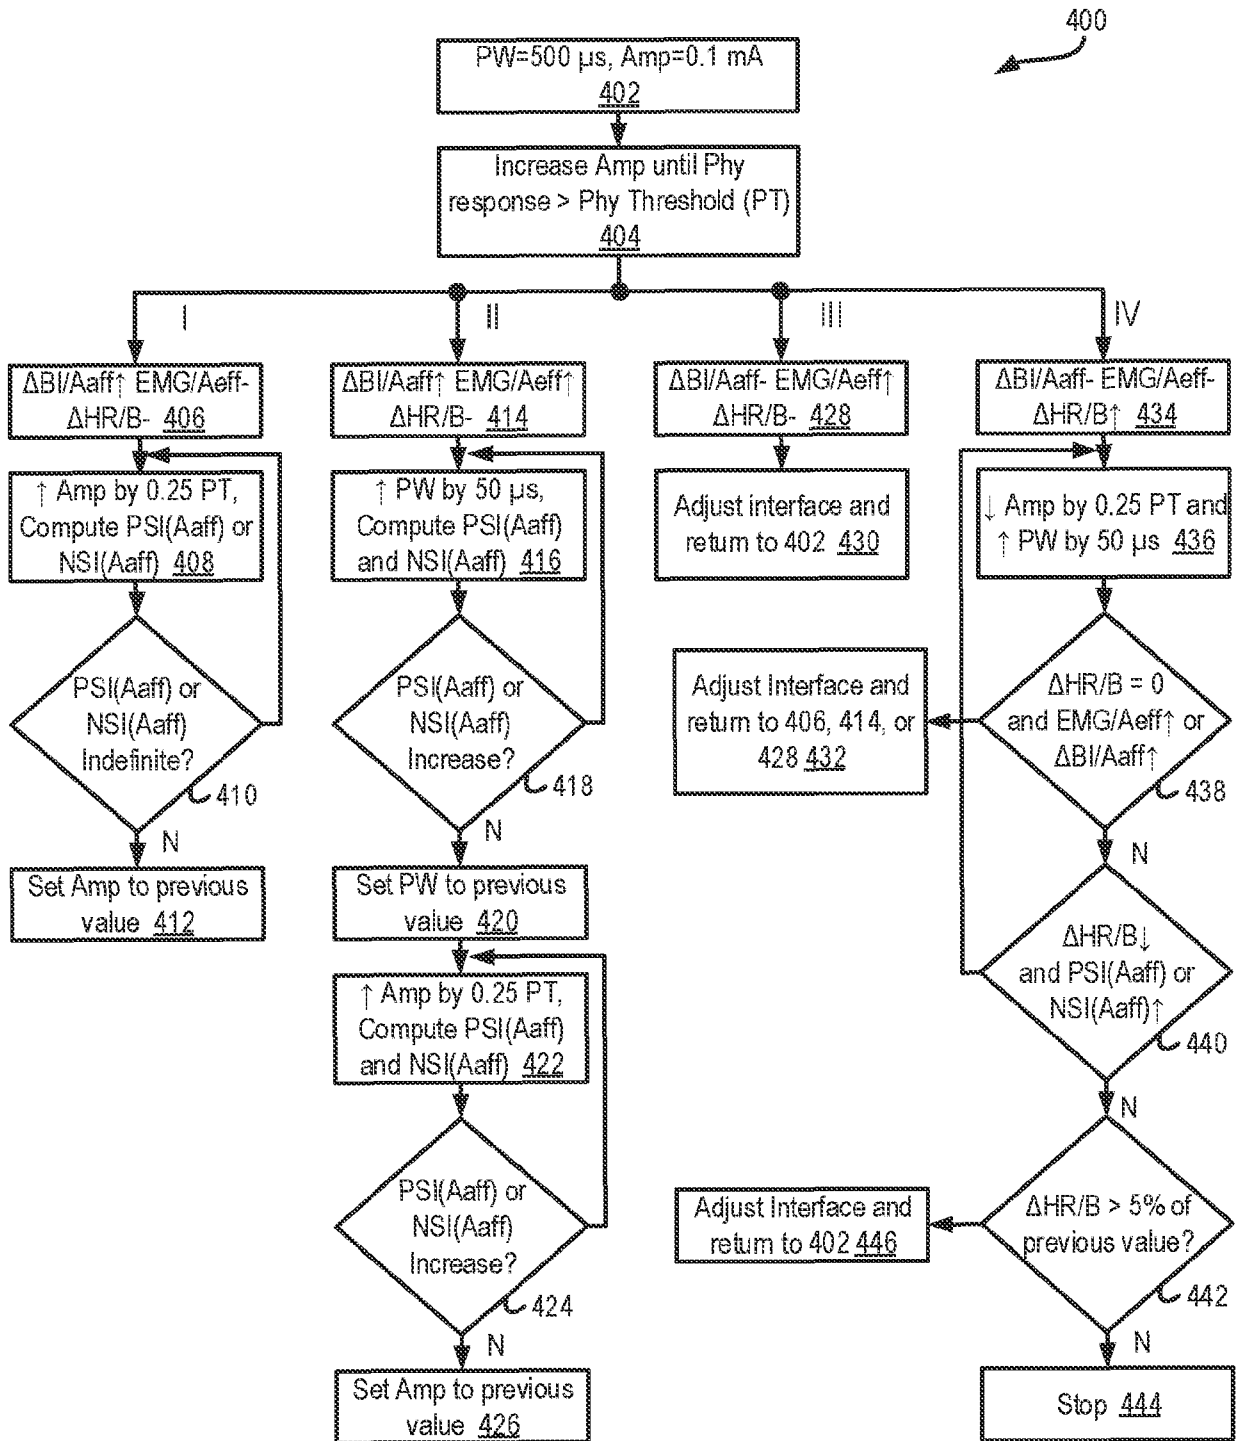 400
PW=500 µs, Amp=0.1 mA
402
Increase Amp until Phy
response > Phy Threshold (PT)
404
I
II
III
IV
ΔBI/Aaff↑ EMG/Aeff-
ΔHR/B- 406
ΔBI/Aaff↑ EMG/Aeff↑
ΔHR/B- 414
ΔBI/Aaff- EMG/Aeff↑
ΔHR/B- 428
ΔBI/Aaff- EMG/Aeff-
ΔHR/B↑ 434
↑ Amp by 0.25 PT,
Compute PSI(Aaff) or
NSI(Aaff) 408
↑ PW by 50 µs,
Compute PSI(Aaff)
and NSI(Aaff) 416
Adjust interface and
return to 402 430
↓ Amp by 0.25 PT and
↑ PW by 50 µs 436
PSI(Aaff) or
NSI(Aaff)
Indefinite?
410
PSI(Aaff) or
NSI(Aaff)
Increase?
418
Adjust Interface and
return to 406, 414, or
428 432
ΔHR/B = 0
and EMG/Aeff↑ or
ΔBI/Aaff↑
438
N
N
N
Set Amp to previous
value 412
Set PW to previous
value 420
ΔHR/B↓
and PSI(Aaff) or
NSI(Aaff)↑
440
↑ Amp by 0.25 PT,
Compute PSI(Aaff)
and NSI(Aaff) 422
N
PSI(Aaff) or
NSI(Aaff)
Increase?
424
Adjust Interface and
return to 402 446
ΔHR/B > 5% of
previous value?
442
N
N
Set Amp to previous
value 426
Stop 444